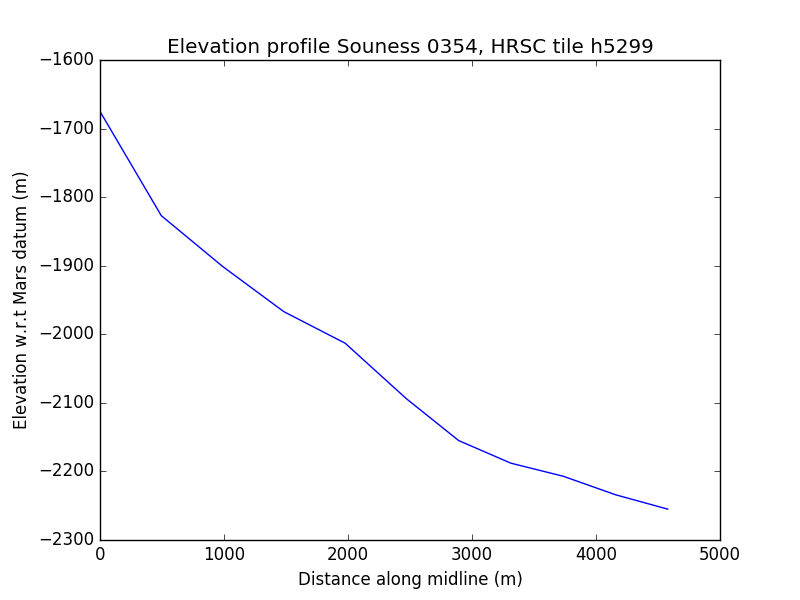 Elevation profile Souness 0354, HRSC tile h5299
−1600
−1700
−1800
−1900
−2000
−2100
−2200
−2300
Elevation w.r.t Mars datum (m)
0 1000 2000 3000 4000 5000
Distance along midline (m)